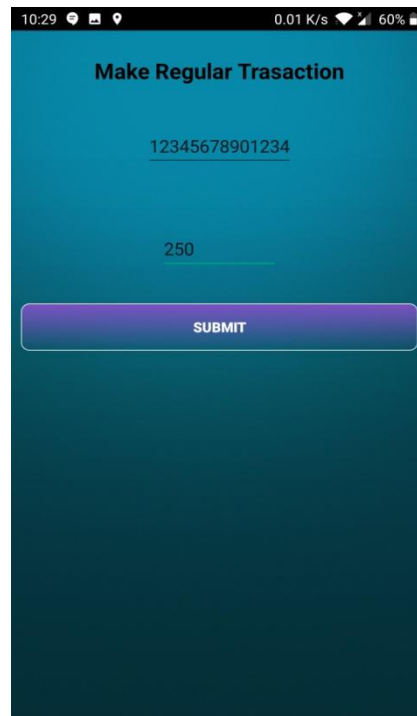 10:29 0.01 K/s 60%
Make Regular Trasaction
12345678901234
250
SUBMIT